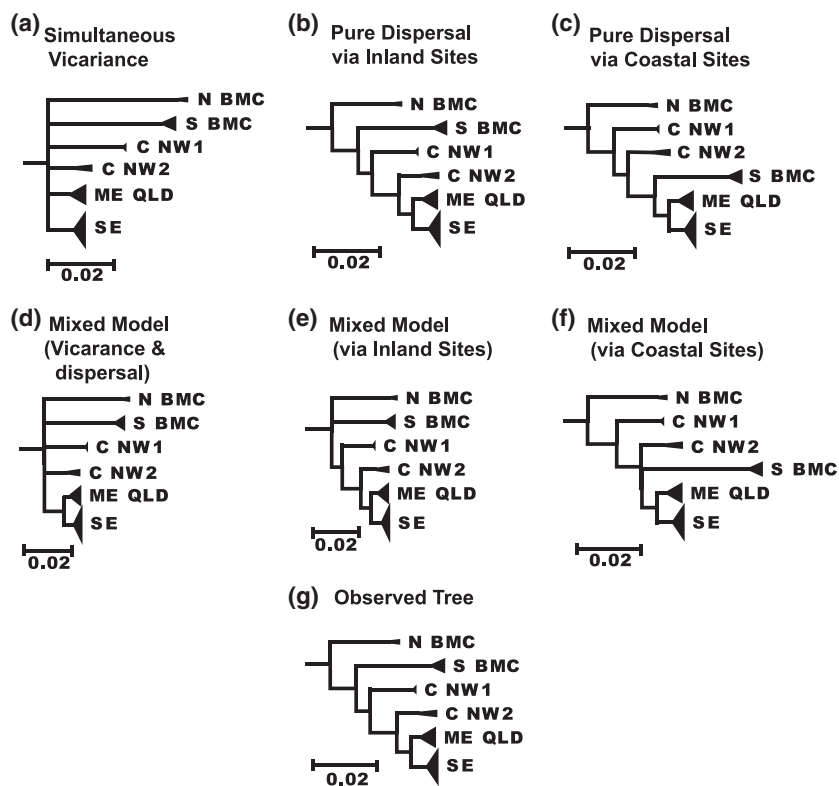 (a) Simultaneous
Vicariance
N BMC
S BMC
C NW1
C NW2
ME QLD
SE
0.02
(b) Pure Dispersal
via Inland Sites
N BMC
S BMC
C NW1
C NW2
ME QLD
SE
0.02
(c) Pure Dispersal
via Coastal Sites
N BMC
C NW1
C NW2
S BMC
ME QLD
SE
0.02
(d) Mixed Model
(Vicarance &
dispersal)
N BMC
S BMC
C NW1
C NW2
ME QLD
SE
0.02
(e) Mixed Model
(via Inland Sites)
N BMC
S BMC
C NW1
C NW2
ME QLD
SE
0.02
(f) Mixed Model
(via Coastal Sites)
N BMC
C NW1
C NW2
S BMC
ME QLD
SE
0.02
(g) Observed Tree
N BMC
S BMC
C NW1
C NW2
ME QLD
SE
0.02